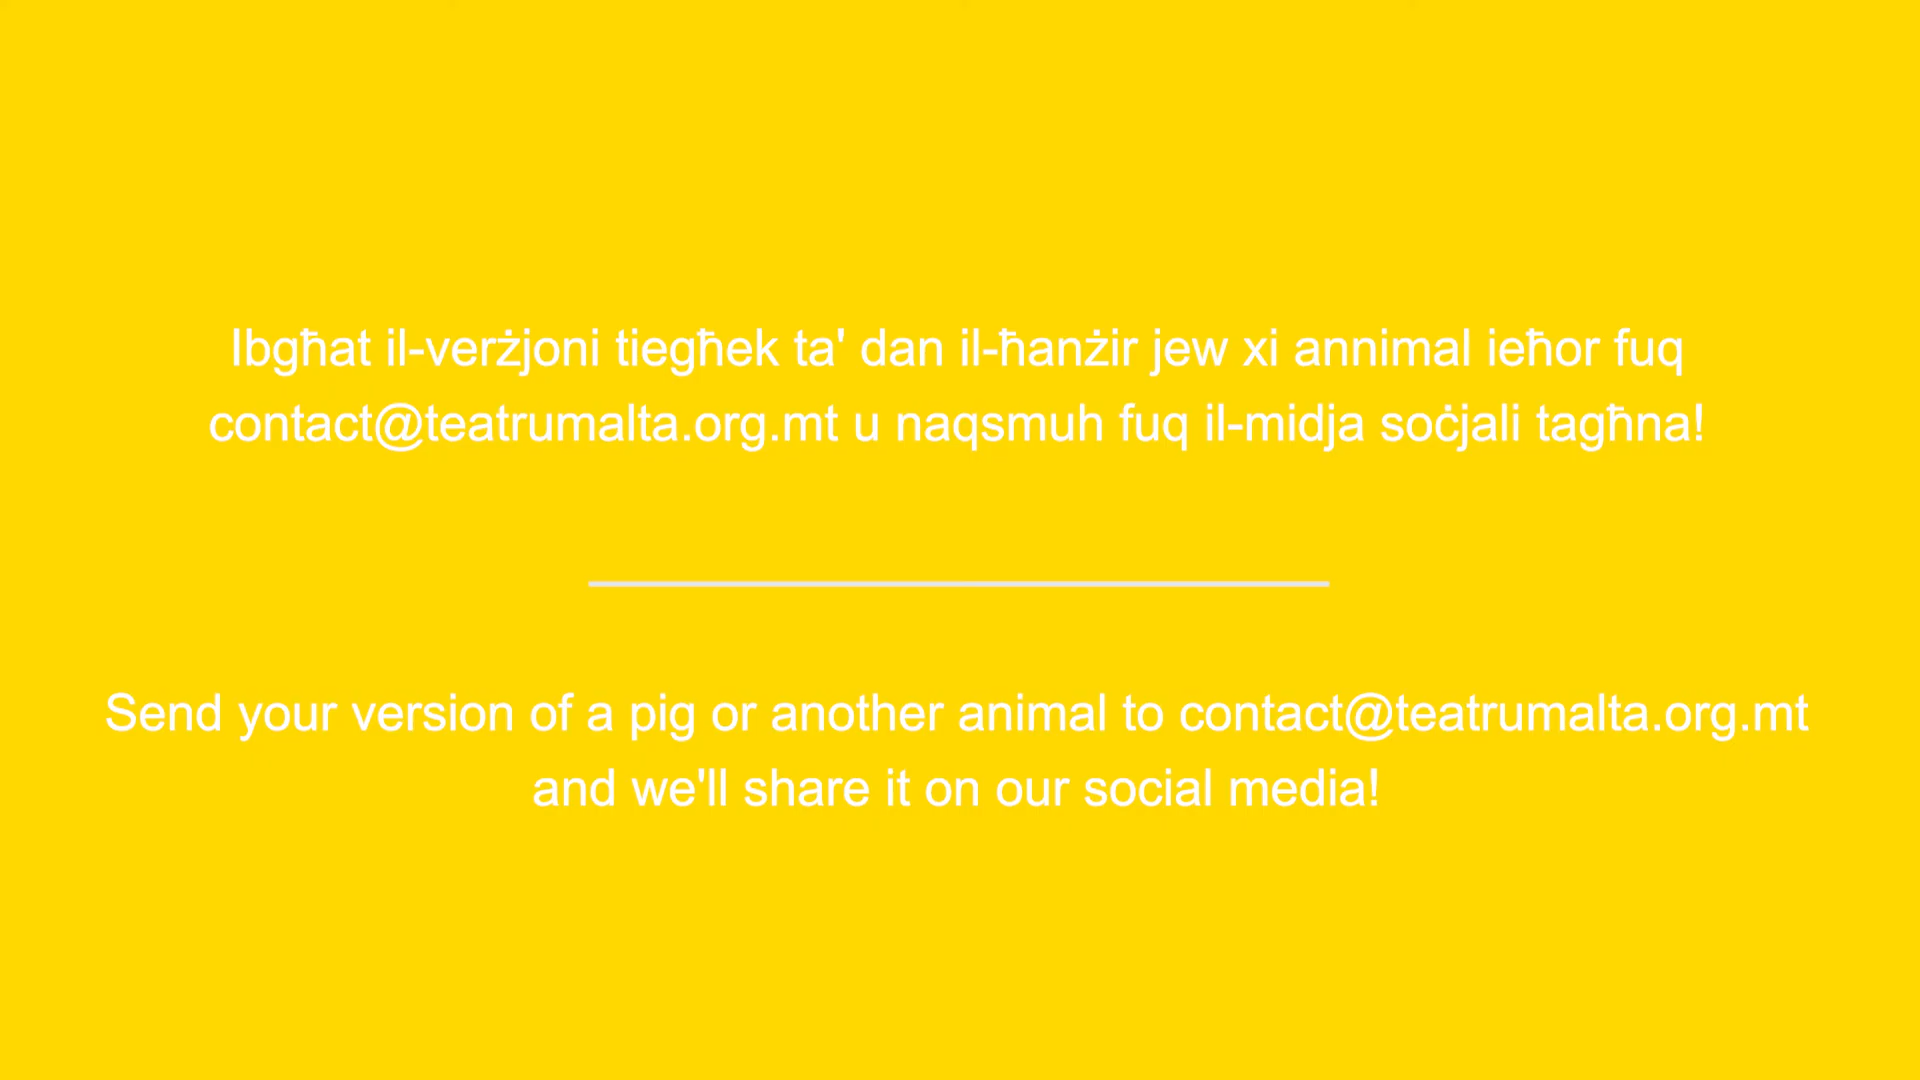 Ibgħat il-verżjoni tiegħek ta' dan il-ħanżir jew xi annimal ieħor fuq
contact@teatrumalta.org.mt u naqsmuh fuq il-midja soċjali tagħna!
Send your version of a pig or another animal to contact@teatrumalta.org.mt
and we'll share it on our social media!